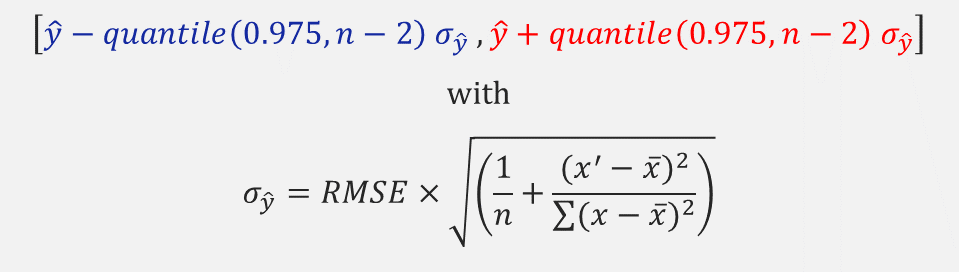 [ŷ − quantile(0.975, n − 2) σ_ŷ , ŷ + quantile(0.975, n − 2) σ_ŷ]
with
σ_ŷ = RMSE × √(1/n + (x′ − x̄)²/∑(x − x̄)²)